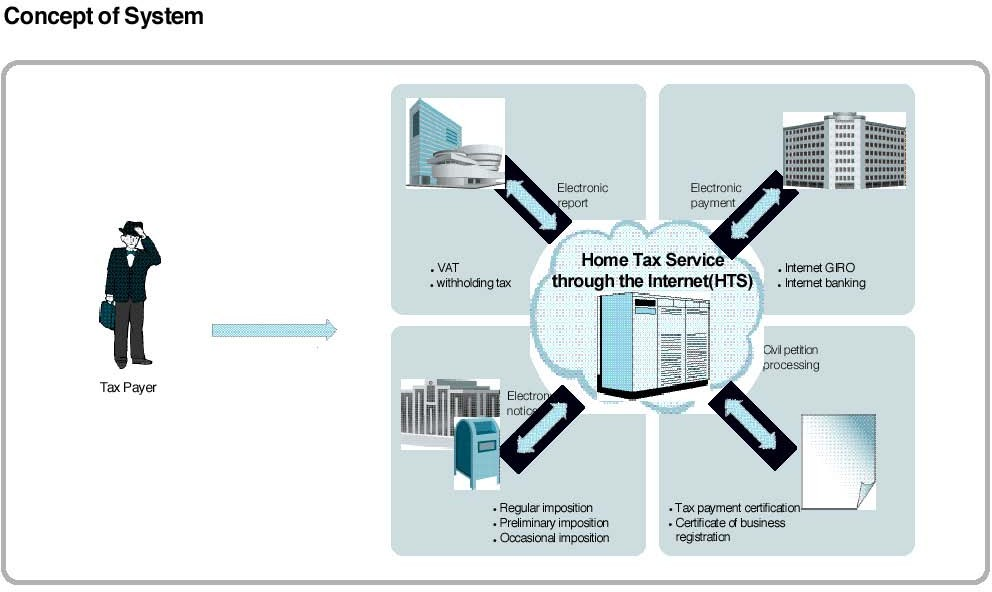 Concept of System
Tax Payer
Electronic
report
• VAT
• withholding tax
Electronic
payment
• Internet GIRO
• Internet banking
Home Tax Service
through the Internet(HTS)
Electron
notice
• Regular imposition
• Preliminary imposition
• Occasional imposition
Civil petition
processing
• Tax payment certification
• Certificate of business
registration